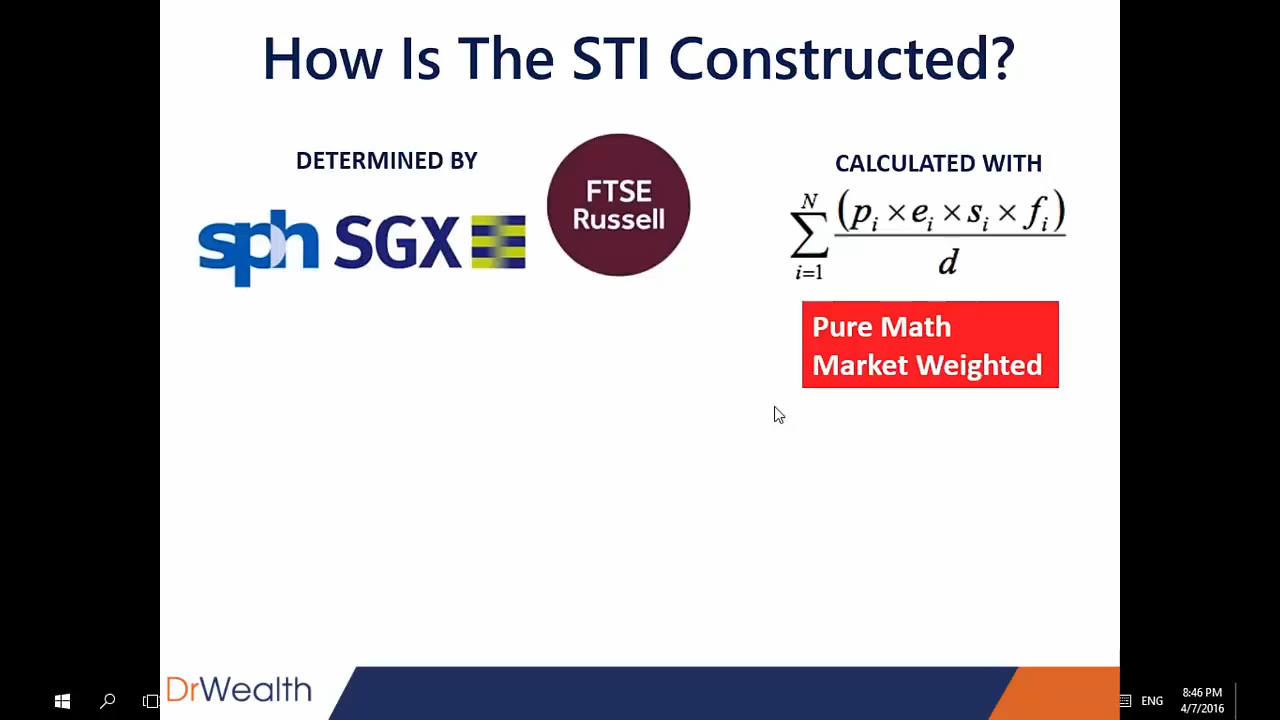 How Is The STI Constructed?
DETERMINED BY
sph SGX
FTSE
Russell
CALCULATED WITH
N
∑ (pᵢ × eᵢ × sᵢ × fᵢ)
i=1
d
Pure Math
Market Weighted
DrWealth
ENG
8:46 PM
4/7/2016